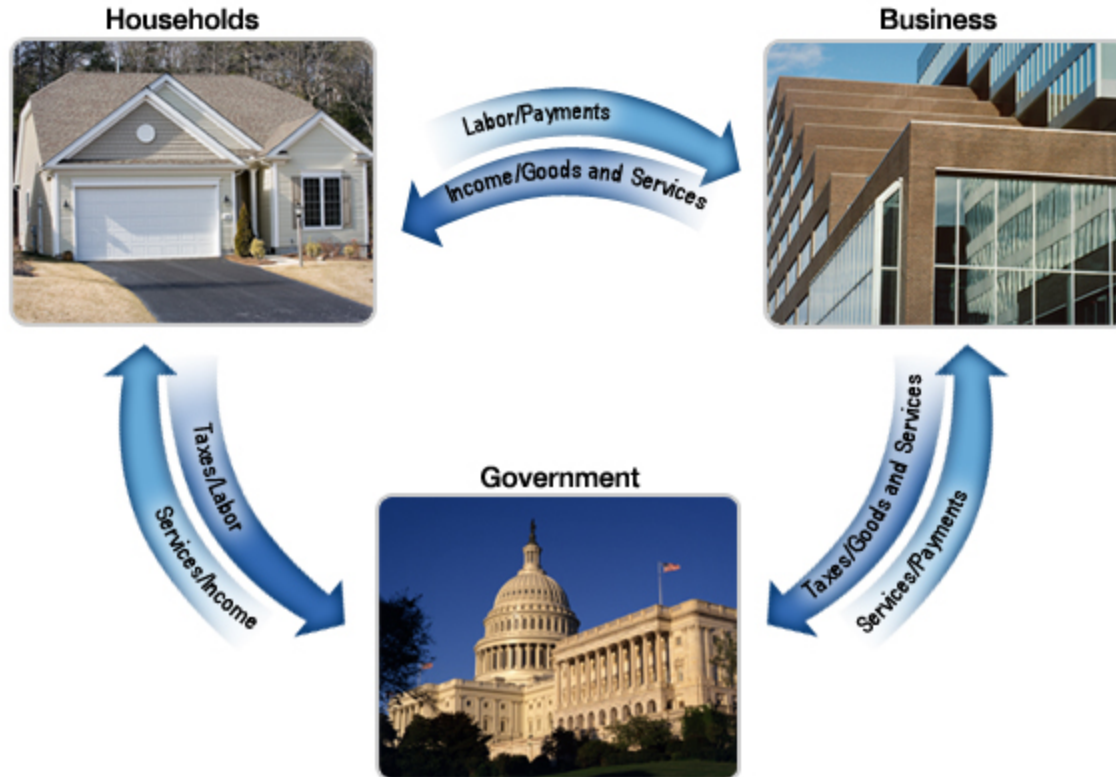 Households
Business
Labor/Payments
Income/Goods and Services
Taxes/Labor
Services/Income
Government
Taxes/Goods and Services
Services/Payments